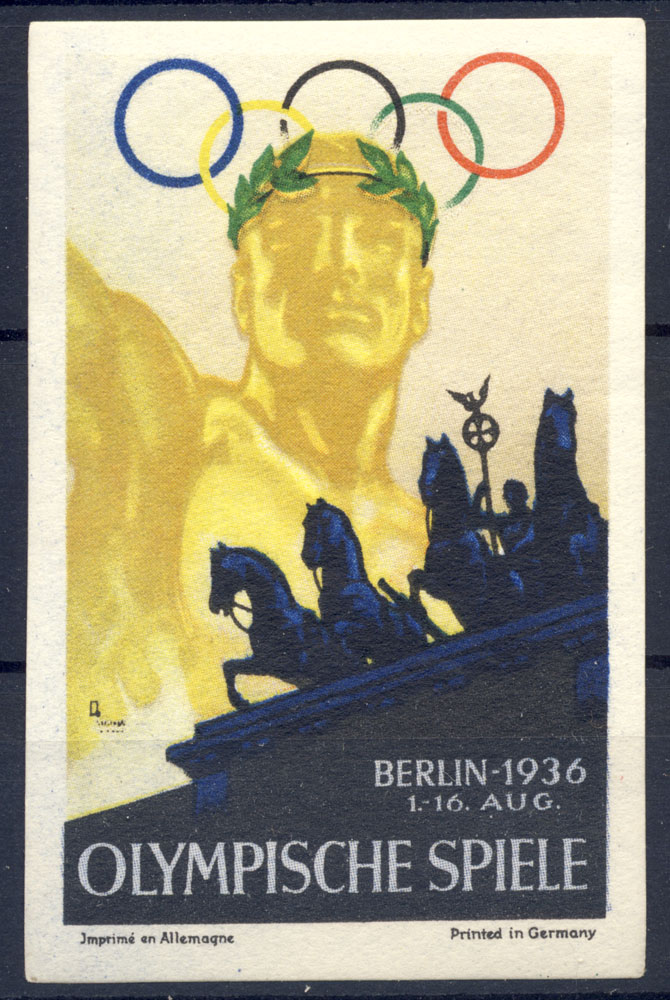 BERLIN-1936
1.-16. AUG.
OLYMPISCHE SPIELE
Imprimé en Allemagne
Printed in Germany